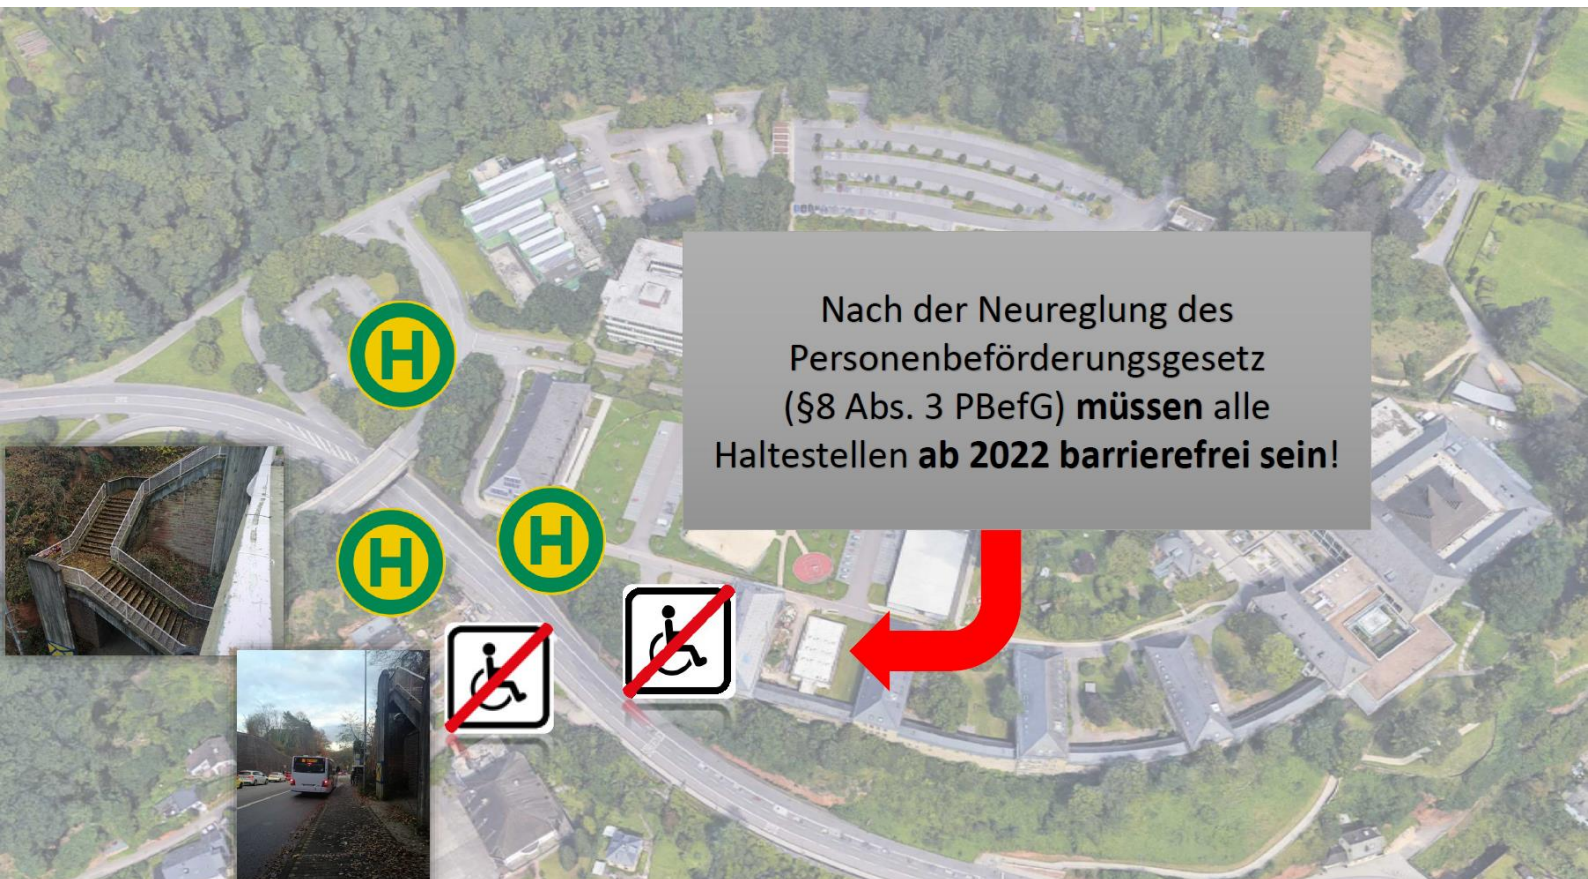 Nach der Neureglung des
Personenbeförderungsgesetz
(§8 Abs. 3 PBefG) müssen alle
Haltestellen ab 2022 barrierefrei sein!
H
H
H